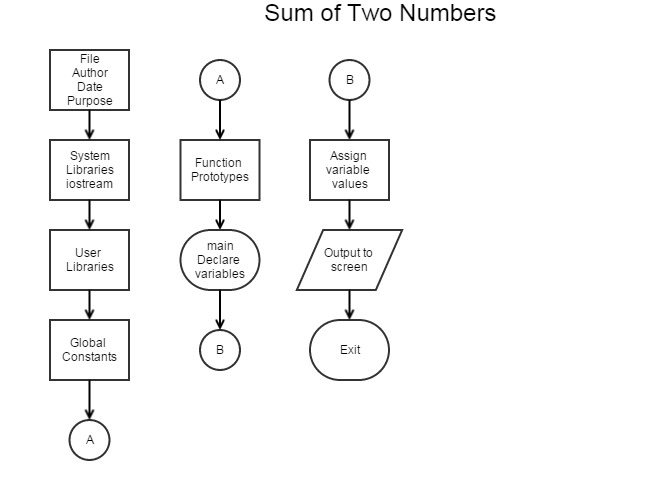 Sum of Two Numbers
File
Author
Date
Purpose
System
Libraries
iostream
User
Libraries
Global
Constants
A
A
Function
Prototypes
main
Declare
variables
B
B
Assign
variable
values
Output to
screen
Exit